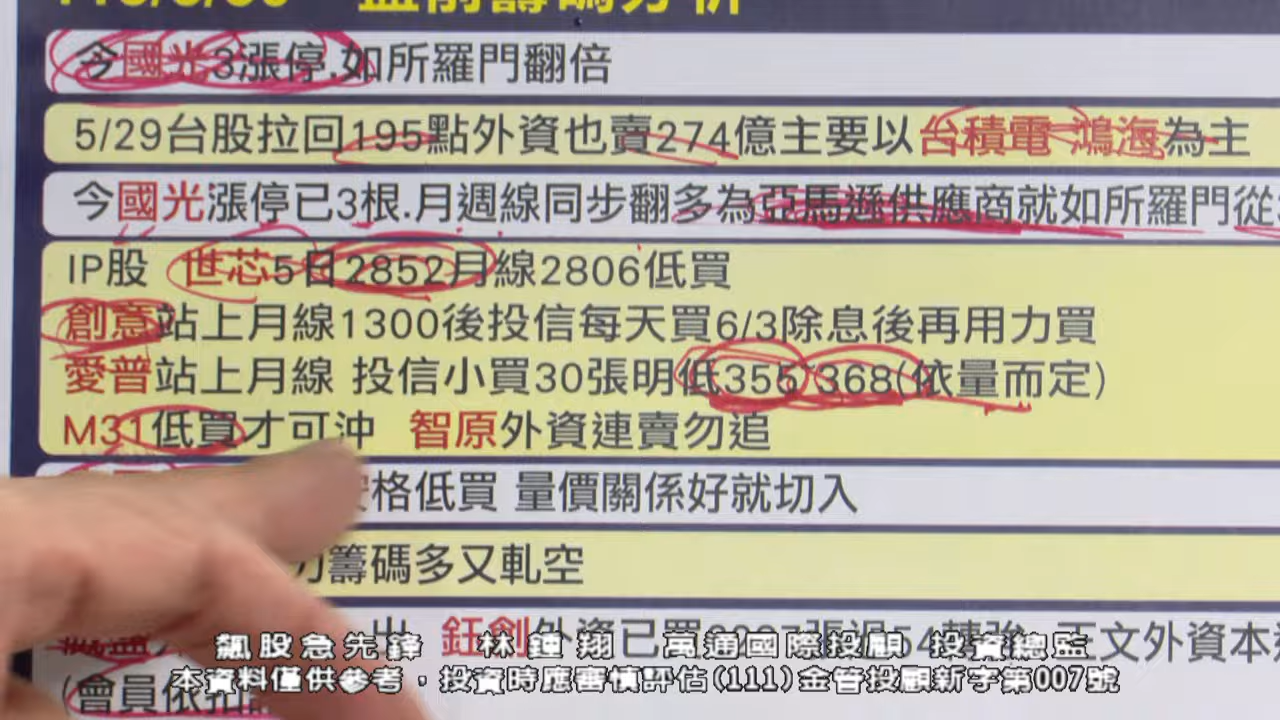 盤前籌碼分析
今國光3漲停.如所羅門翻倍
5/29台股拉回195點外資也賣274億主要以台積電 鴻海為主
今國光漲停已3根.月週線同步翻多為亞馬遜供應商就如所羅門從
IP股 世芯5日2852月線2806低買
創意站上月線1300後投信每天買6/3除息後再用力買
愛普站上月線 投信小買30張明低355~368(依量而定)
M31低買才可沖 智原外資連賣勿追
格低買 量價關係好就切入
籌碼多又軋空
鈺創外資已買
飆股急先鋒 林鍾翔 萬通國際投顧 投資總監
本資料僅供參考，投資時應審慎評估(111)金管投顧新字第007號
(會員依